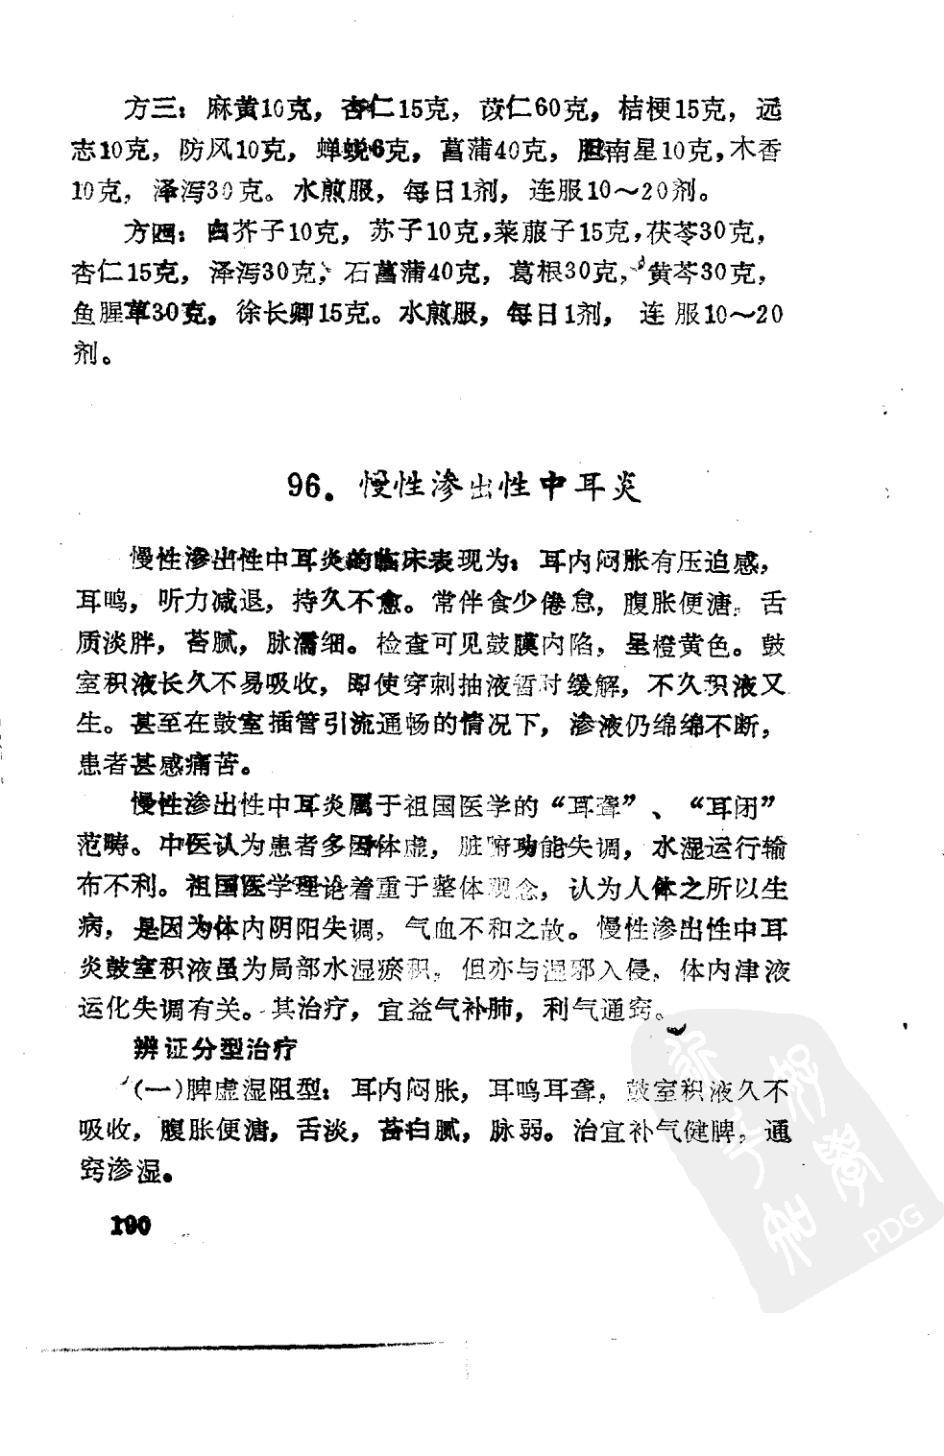 方三：麻黄10克，杏仁15克，苡仁60克，桔梗15克，远
志10克，防风10克，蝉蜕6克，菖蒲40克，胆南星10克，木香
10克，泽泻30克。水煎服，每日1剂，连服10～20剂。
方四：白芥子10克，苏子10克，莱菔子15克，茯苓30克，
杏仁15克，泽泻30克，石菖蒲40克，葛根30克，黄芩30克，
鱼腥草30克，徐长卿15克。水煎服，每日1剂，连服10～20
剂。
96．慢性渗出性中耳炎
慢性渗出性中耳炎的临床表现为：耳内闷胀有压迫感，
耳鸣，听力减退，持久不愈。常伴食少倦怠，腹胀便溏，舌
质淡胖，苔腻，脉濡细。检查可见鼓膜内陷，呈橙黄色。鼓
室积液长久不易吸收，即使穿刺抽液暂时缓解，不久积液又
生。甚至在鼓室插管引流通畅的情况下，渗液仍绵绵不断，
患者甚感痛苦。
慢性渗出性中耳炎属于祖国医学的“耳聋”、“耳闭”
范畴。中医认为患者多因体虚，脏腑功能失调，水湿运行输
布不利。祖国医学理论着重于整体观念，认为人体之所以生
病，是因为体内阴阳失调，气血不和之故。慢性渗出性中耳
炎鼓室积液虽为局部水湿瘀积，但亦与湿邪入侵，体内津液
运化失调有关。其治疗，宜益气补肺，利气通窍。
辨证分型治疗
（一）脾虚湿阻型：耳内闷胀，耳鸣耳聋，鼓室积液久不
吸收，腹胀便溏，舌淡，苔白腻，脉弱。治宜补气健脾，通
窍渗湿。
190
PDG